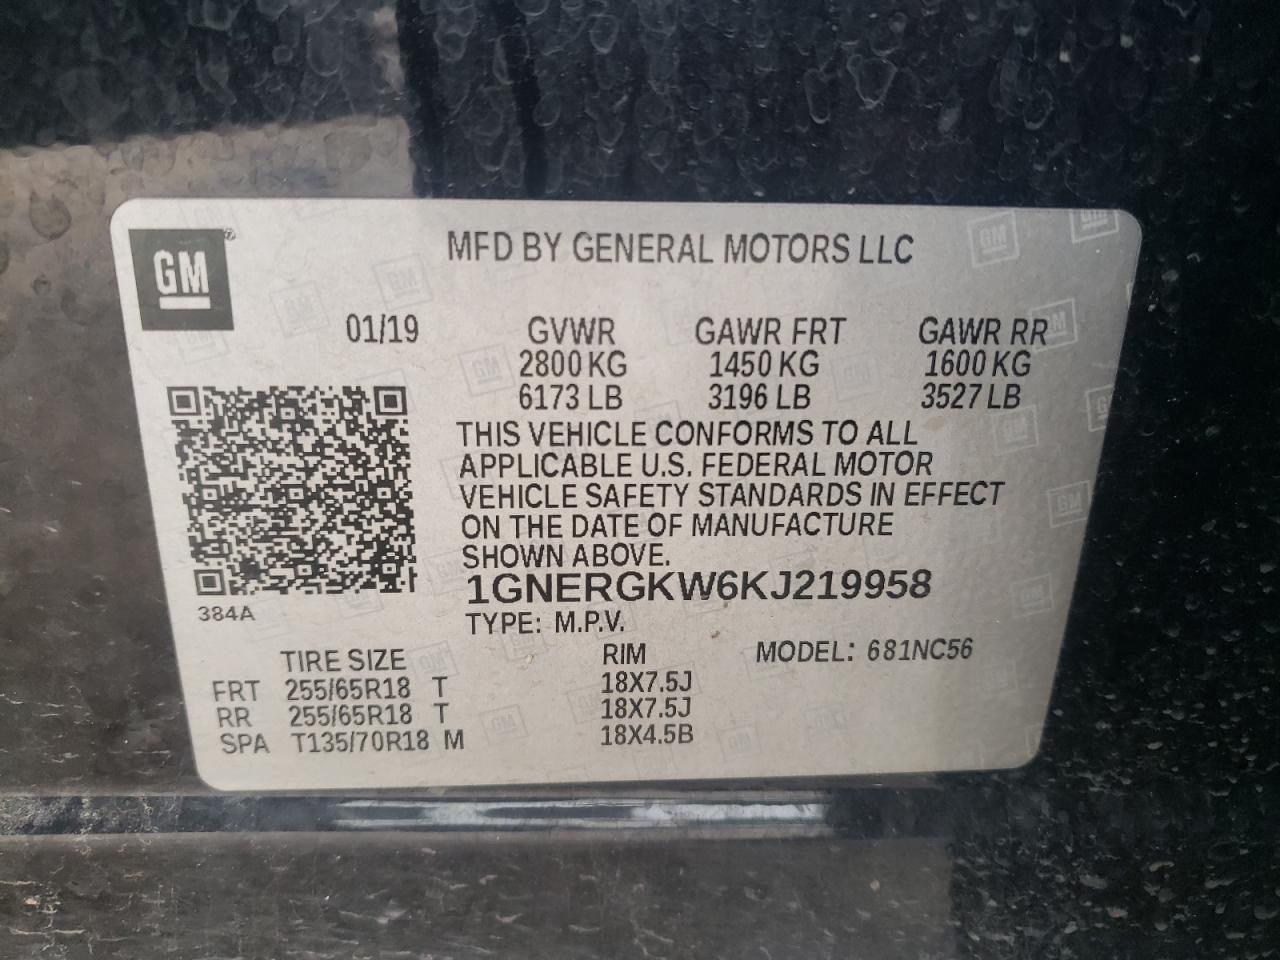 GM®
MFD BY GENERAL MOTORS LLC
01/19 GVWR GAWR FRT GAWR RR
2800 KG 1450 KG 1600 KG
6173 LB 3196 LB 3527 LB
THIS VEHICLE CONFORMS TO ALL
APPLICABLE U.S. FEDERAL MOTOR
VEHICLE SAFETY STANDARDS IN EFFECT
ON THE DATE OF MANUFACTURE
SHOWN ABOVE.
1GNERGKW6KJ219958
384A
TYPE: M.P.V.
TIRE SIZE RIM MODEL: 681NC56
FRT 255/65R18 T 18X7.5J
RR 255/65R18 T 18X7.5J
SPA T135/70R18 M 18X4.5B